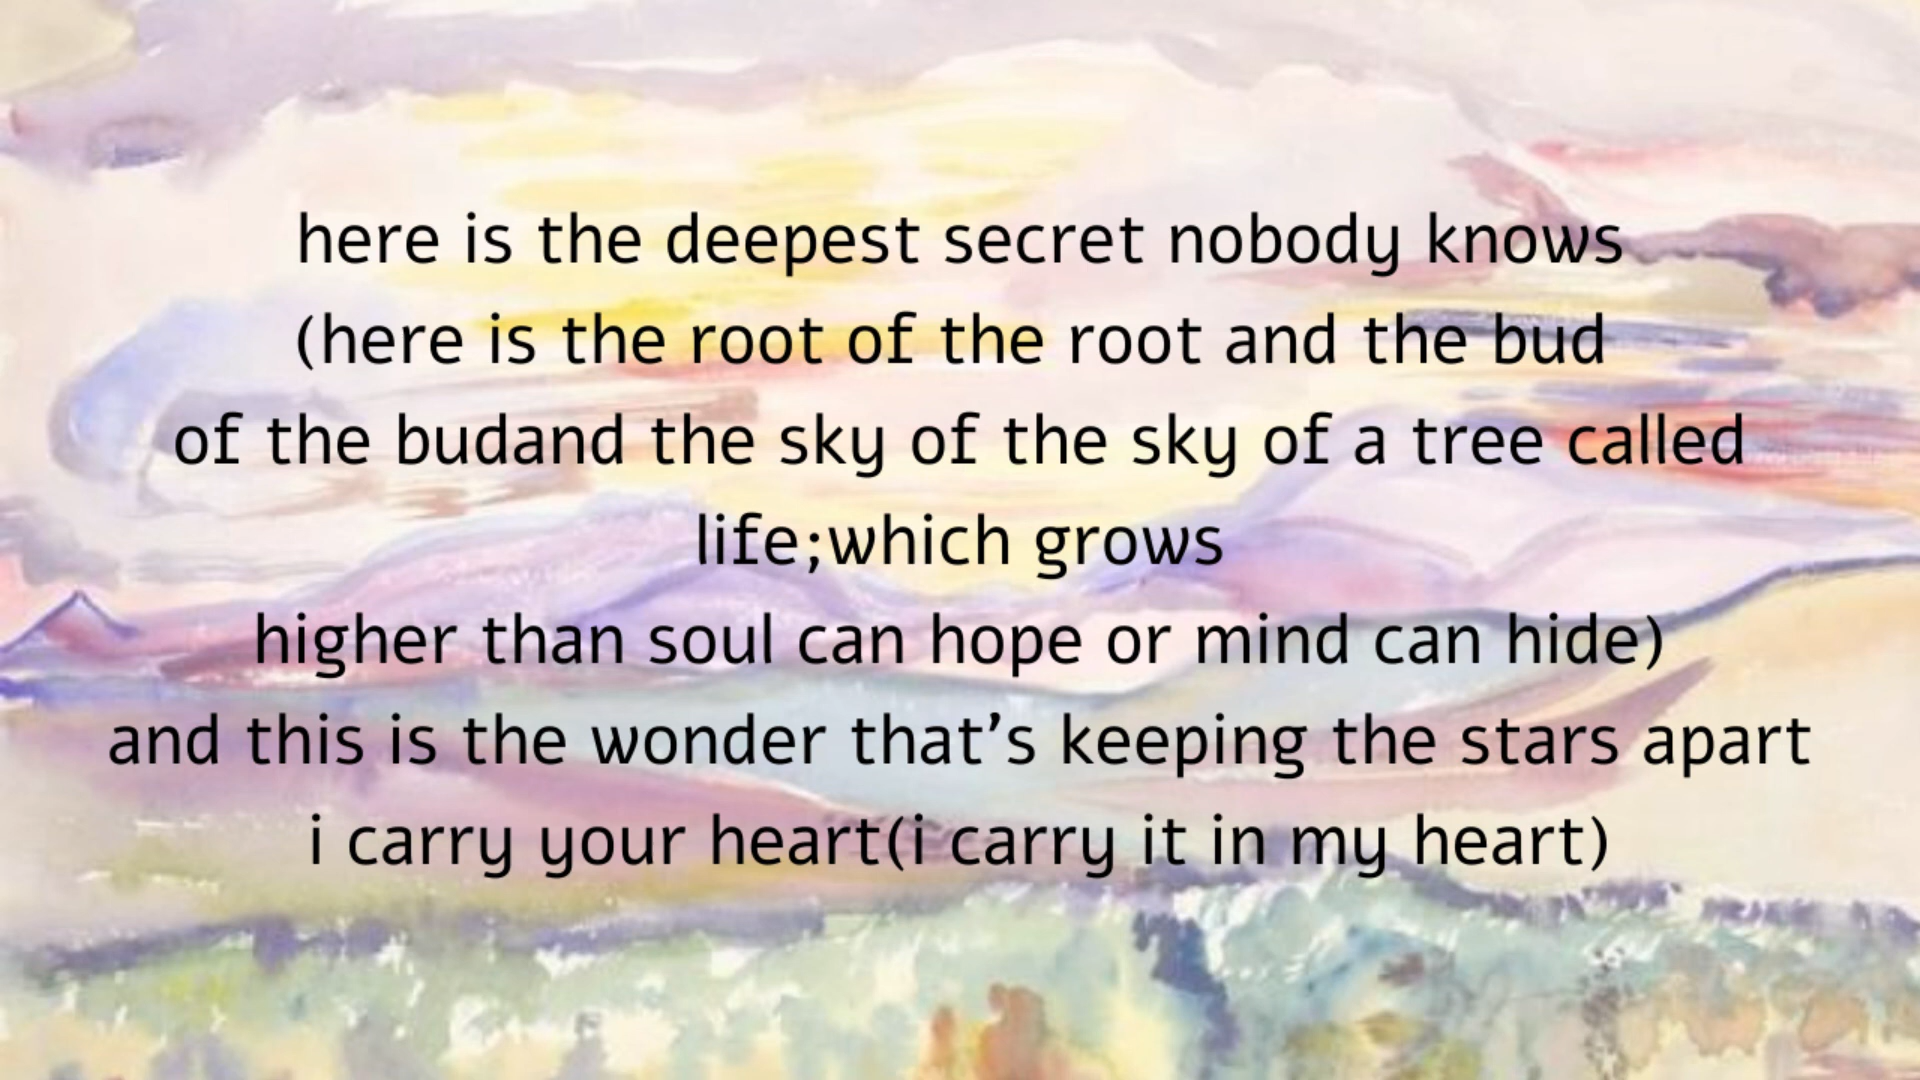 here is the deepest secret nobody knows
(here is the root of the root and the bud
of the budand the sky of the sky of a tree called
life;which grows
higher than soul can hope or mind can hide)
and this is the wonder that’s keeping the stars apart
i carry your heart(i carry it in my heart)